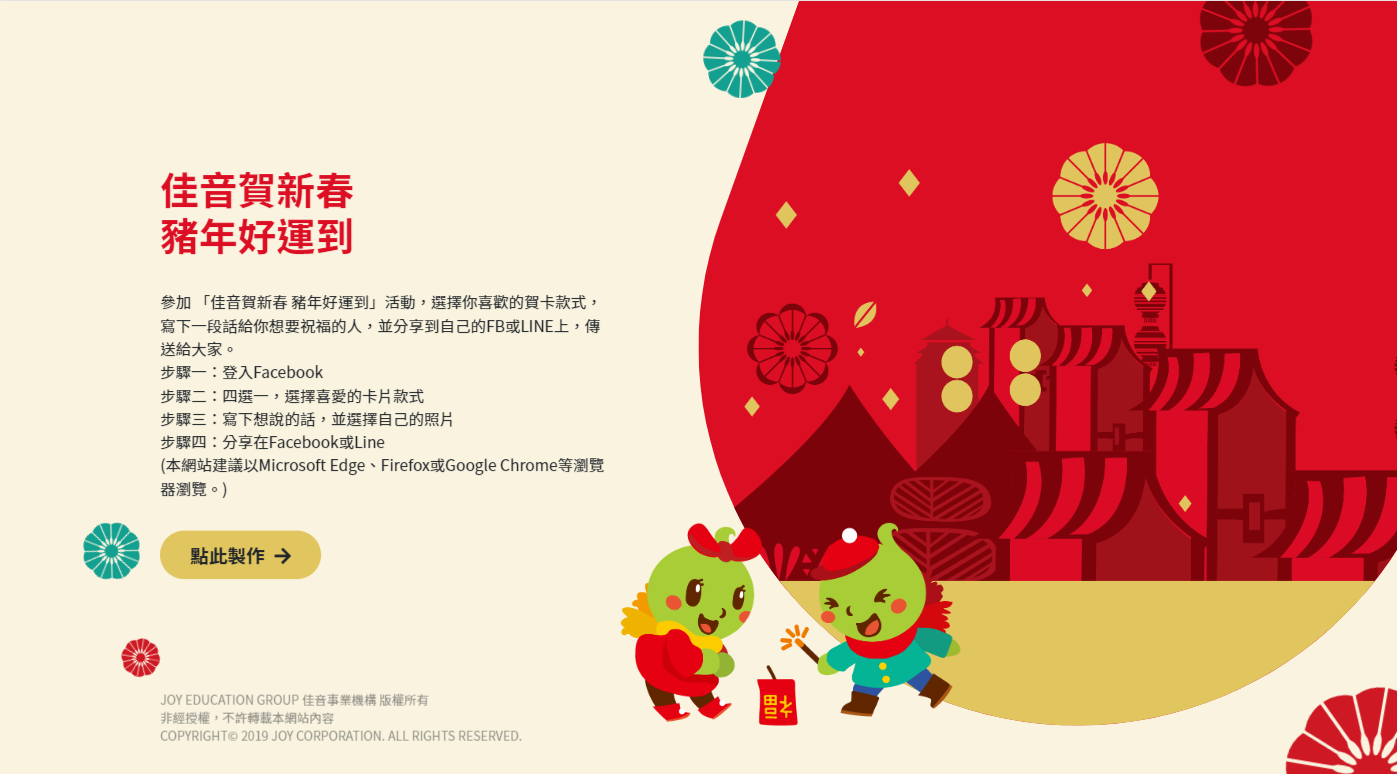 佳音賀新春
豬年好運到
參加 「佳音賀新春 豬年好運到」活動，選擇你喜歡的賀卡款式，
寫下一段話給你想要祝福的人，並分享到自己的FB或LINE上，傳
送給大家。
步驟一：登入Facebook
步驟二：四選一，選擇喜愛的卡片款式
步驟三：寫下想說的話，並選擇自己的照片
步驟四：分享在Facebook或Line
(本網站建議以Microsoft Edge、Firefox或Google Chrome等瀏覽
器瀏覽。)
點此製作 →
福
JOY EDUCATION GROUP 佳音事業機構 版權所有
非經授權，不許轉載本網站內容
COPYRIGHT© 2019 JOY CORPORATION. ALL RIGHTS RESERVED.